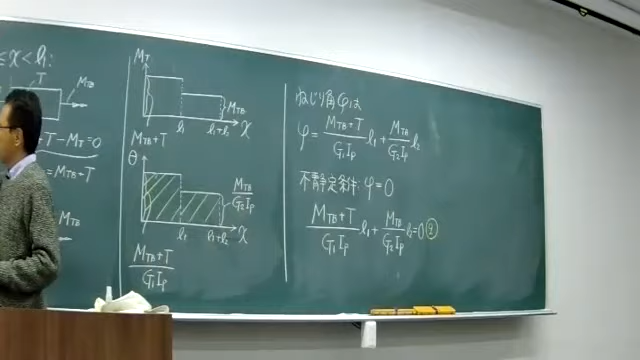 ≤x<l₁:
T
M_TB
T-M_T=0
=M_TB+T
M_TB
M_T
M_TB
l₁
l₁+l₂
x
M_TB+T
θ
M_TB/G₂I_P
l₁
l₁+l₂
x
M_TB+T/G₁I_P
ねじり角φは
φ=M_TB+T/G₁I_P l₁+M_TB/G₂I_P l₂
不静定条件:φ=0
M_TB+T/G₁I_P l₁+M_TB/G₂I_P l₂=0